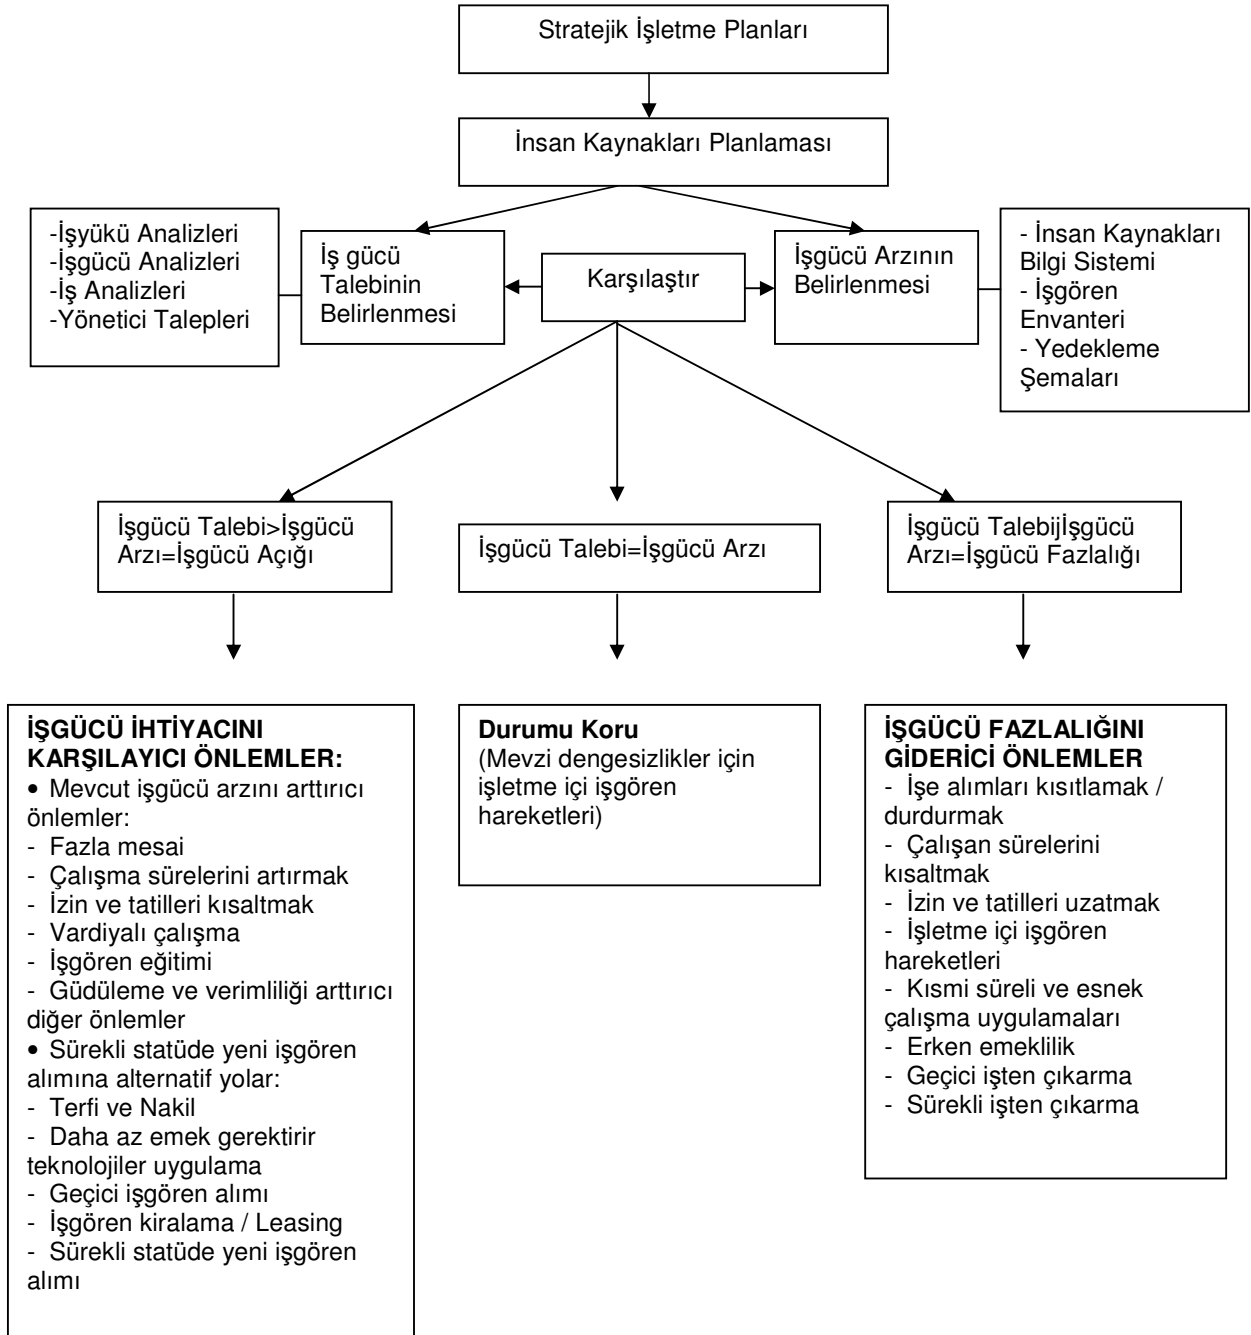 Stratejik İşletme Planları
İnsan Kaynakları Planlaması
-İşyükü Analizleri
-İşgücü Analizleri
-İş Analizleri
-Yönetici Talepleri
İş gücü
Talebinin
Belirlenmesi
Karşılaştır
İşgücü Arzının
Belirlenmesi
- İnsan Kaynakları
Bilgi Sistemi
- İşgören
Envanteri
- Yedekleme
Şemaları
İşgücü Talebi>İşgücü
Arzı=İşgücü Açığı
İşgücü Talebi=İşgücü Arzı
İşgücü Talebijİşgücü
Arzı=İşgücü Fazlalığı
İŞGÜCÜ İHTİYACINI
KARŞILAYICI ÖNLEMLER:
• Mevcut işgücü arzını arttırıcı
önlemler:
- Fazla mesai
- Çalışma sürelerini artırmak
- İzin ve tatilleri kısaltmak
- Vardiyalı çalışma
- İşgören eğitimi
- Güdüleme ve verimliliği arttırıcı
diğer önlemler
• Sürekli statüde yeni işgören
alımına alternatif yolar:
- Terfi ve Nakil
- Daha az emek gerektirir
teknolojiler uygulama
- Geçici işgören alımı
- İşgören kiralama / Leasing
- Sürekli statüde yeni işgören
alımı
Durumu Koru
(Mevzi dengesizlikler için
işletme içi işgören
hareketleri)
İŞGÜCÜ FAZLALIĞINI
GİDERİCİ ÖNLEMLER
- İşe alımları kısıtlamak /
durdurmak
- Çalışan sürelerini
kısaltmak
- İzin ve tatilleri uzatmak
- İşletme içi işgören
hareketleri
- Kısmi süreli ve esnek
çalışma uygulamaları
- Erken emeklilik
- Geçici işten çıkarma
- Sürekli işten çıkarma